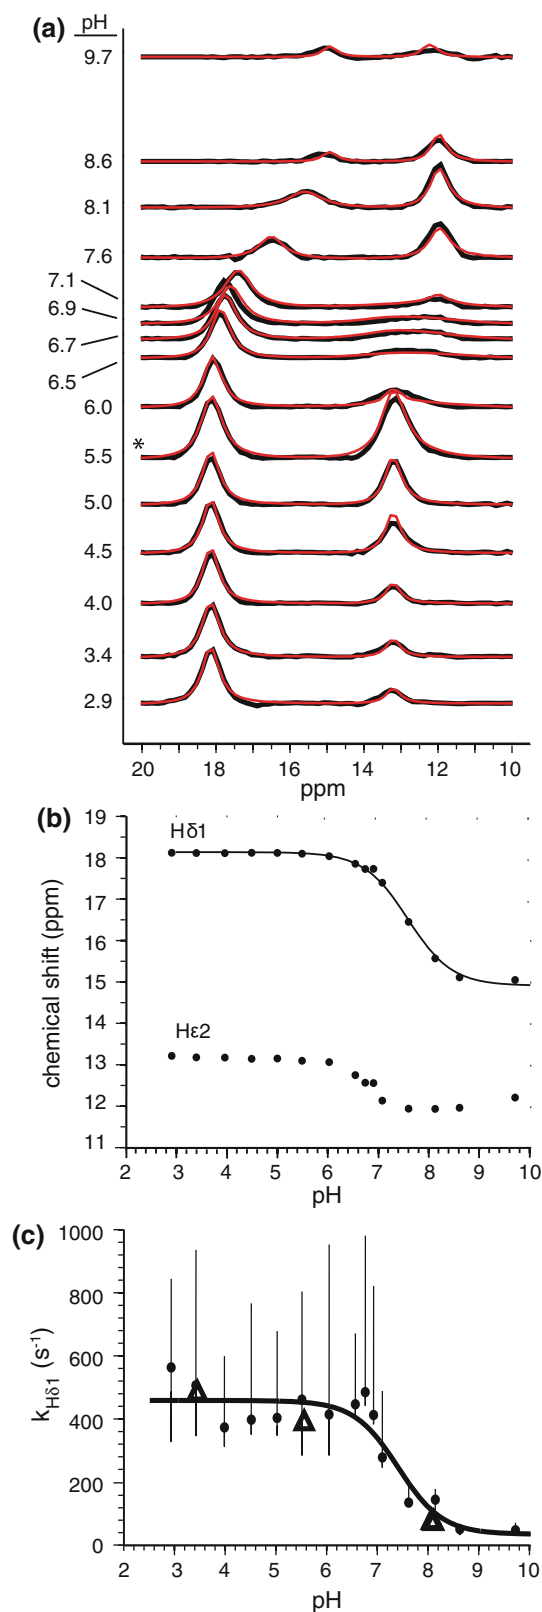 (a)
pH
9.7
8.6
8.1
7.6
7.1
6.9
6.7
6.5
6.0
*
5.5
5.0
4.5
4.0
3.4
2.9
20 18 16 14 12 10
ppm
(b)
19
18
17
16
15
14
13
12
11
chemical shift (ppm)
Hδ1
Hε2
2 3 4 5 6 7 8 9 10
pH
(c)
1000
800
600
400
200
0
kHδ1 (s-1)
2 3 4 5 6 7 8 9 10
pH